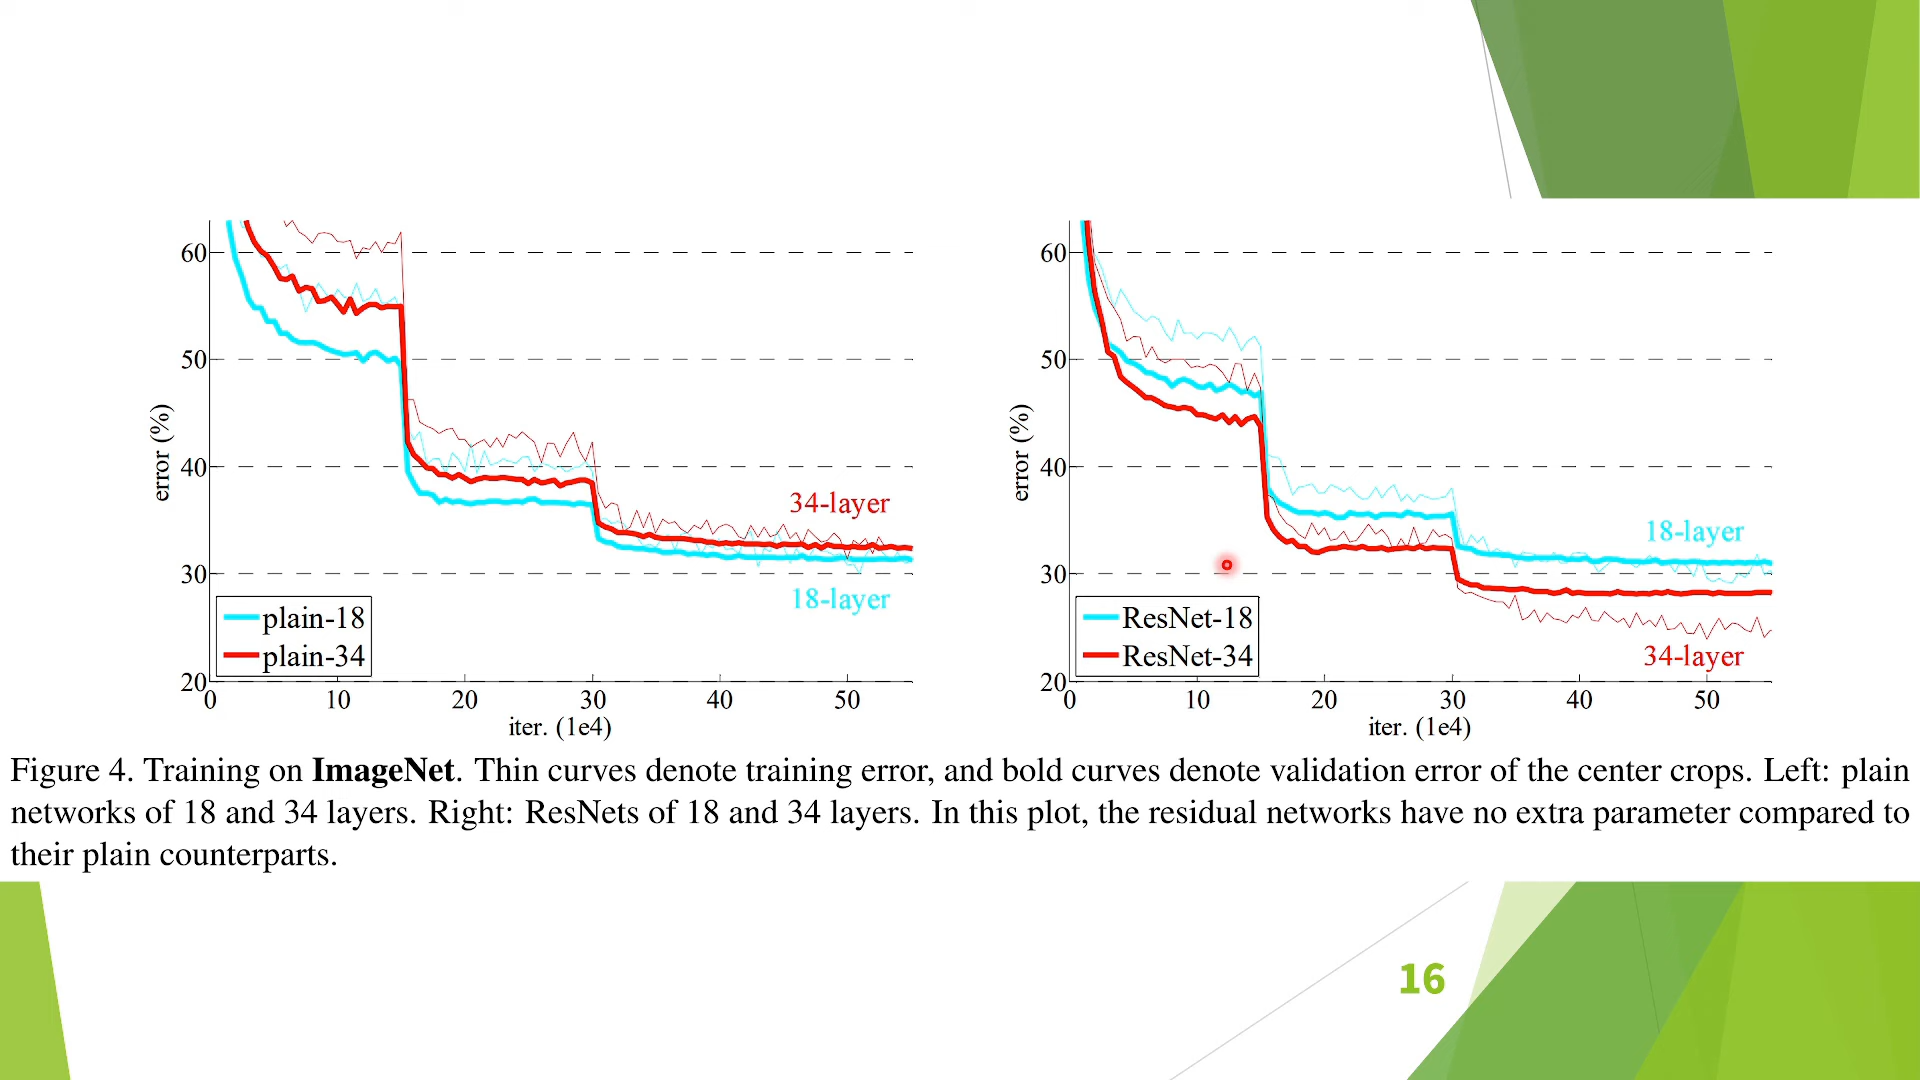 60
50
40
30
20
error (%)
34-layer
18-layer
plain-18
plain-34
0 10 20 30 40 50
iter. (1e4)
60
50
40
30
20
error (%)
18-layer
34-layer
ResNet-18
ResNet-34
0 10 20 30 40 50
iter. (1e4)
Figure 4. Training on ImageNet. Thin curves denote training error, and bold curves denote validation error of the center crops. Left: plain
networks of 18 and 34 layers. Right: ResNets of 18 and 34 layers. In this plot, the residual networks have no extra parameter compared to
their plain counterparts.
16